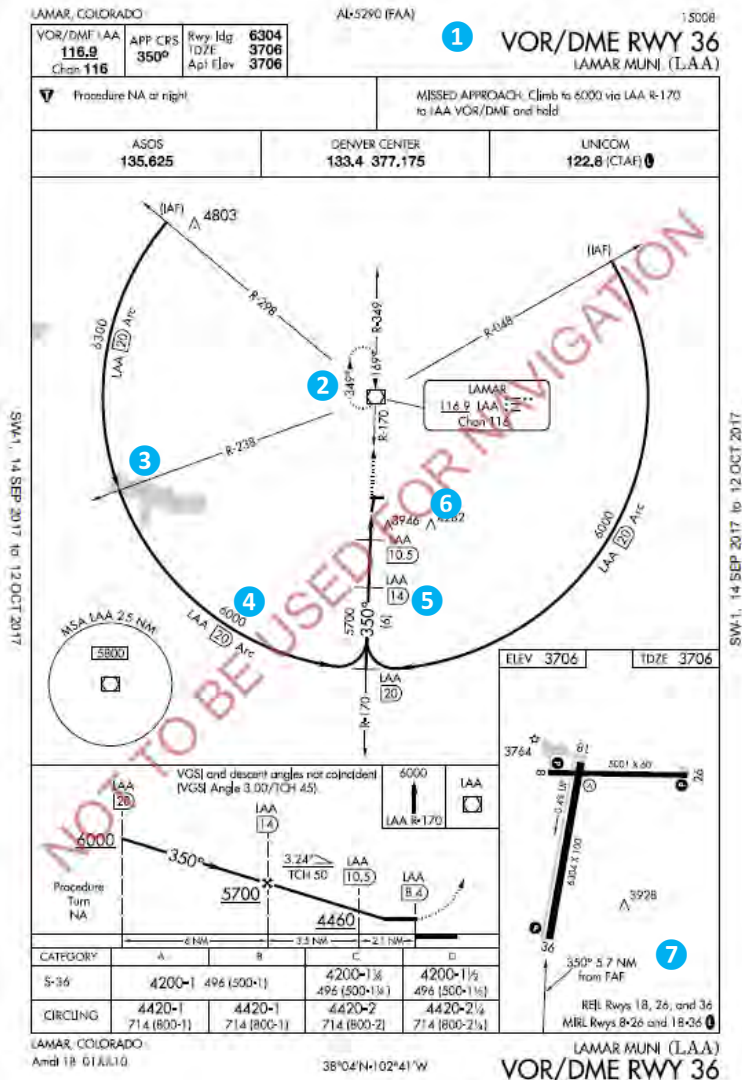 LAMAR, COLORADO
AL-5290 (FAA)
15008
VOR/DME LAA
116.9
Chan 116
APP CRS
350°
Rwy ldg 6304
TDZE 3706
Apt Elev 3706
1
VOR/DME RWY 36
LAMAR MUNI (LAA)
T Procedure NA at night
MISSED APPROACH: Climb to 6000 via LAA R-170
to LAA VOR/DME and hold
ASOS
135.625
DENVER CENTER
133.4 377.175
UNICOM
122.8 (CTAF) L
(IAF)
4803
R-298
6300
LAA 20 Arc
R-349
349°
169°
2
(IAF)
R-048
LAMAR
116.9 LAA
Chan 116
R-170
R-238
3
6
3946
LAA
10.5
LAA
14
5
6000
LAA 20 Arc
4
6000
LAA 20 Arc
5700
350°
(6)
LAA
20
R-170
MSA LAA 25 NM
5800
NOT TO BE USED FOR NAVIGATION
SW-1, 14 SEP 2017 to 12 OCT 2017
SW-1, 14 SEP 2017 to 12 OCT 2017
ELEV 3706
TDZE 3706
3764
18
8
5001 X 60
26
A
P
P
P
0.4% UP
6304 X 100
3928
36
7
350° 5.7 NM
from FAF
REIL Rwys 18, 26, and 36
MIRL Rwys 8-26 and 18-36 L
VGSI and descent angles not coincident
(VGSI Angle 3.00/TCH 45).
6000
LAA R-170
LAA
LAA
20
6000
350°
LAA
14
5700
3.24°
TCH 50
LAA
10.5
4460
LAA
8.4
Procedure
Turn
NA
6 NM
3.5 NM
2.1 NM
CATEGORY A B C D
S-36 4200-1 496 (500-1) 4200-1⅜ 496 (500-1⅜) 4200-1½ 496 (500-1½)
CIRCLING 4420-1 714 (800-1) 4420-1 714 (800-1) 4420-2 714 (800-2) 4420-2¼ 714 (800-2¼)
LAMAR, COLORADO
Amdt 1B 01JUL10
38°04'N-102°41'W
LAMAR MUNI (LAA)
VOR/DME RWY 36